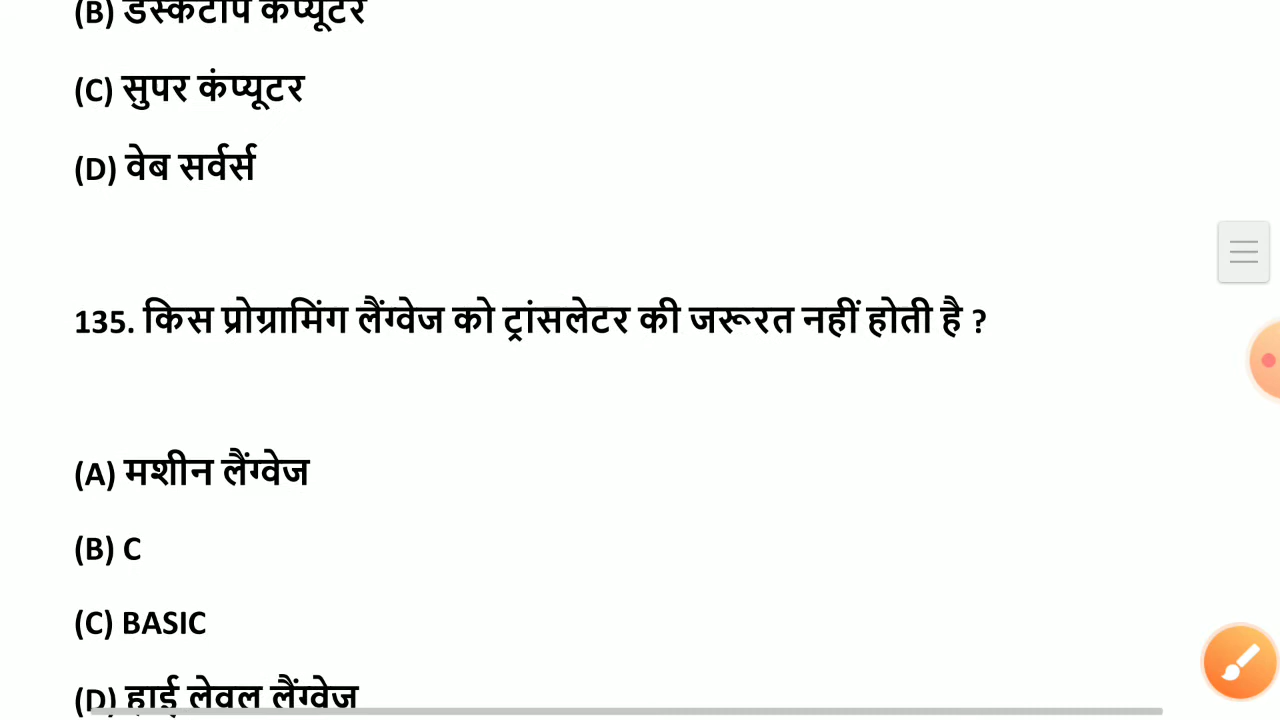 (B) डेस्कटॉप कंप्यूटर
(C) सुपर कंप्यूटर
(D) वेब सर्वर्स
135. किस प्रोग्रामिंग लैंग्वेज को ट्रांसलेटर की जरूरत नहीं होती है ?
(A) मशीन लैंग्वेज
(B) C
(C) BASIC
(D) हाई लेवल लैंग्वेज